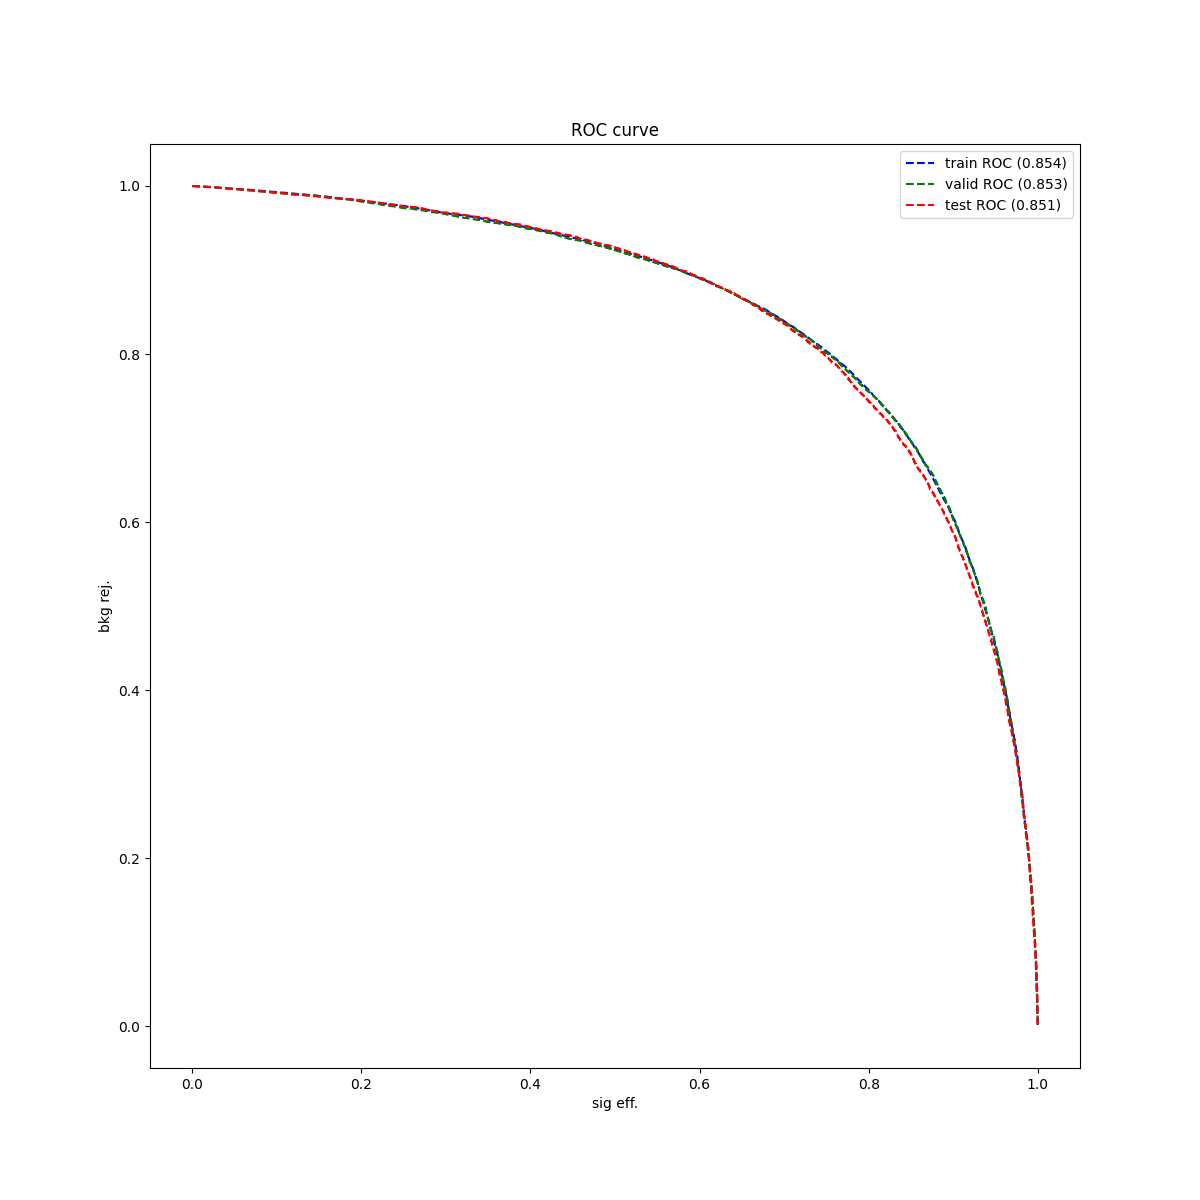 ROC curve
train ROC (0.854)
valid ROC (0.853)
test ROC (0.851)
1.0
0.8
0.6
0.4
0.2
0.0
bkg rej.
0.0 0.2 0.4 0.6 0.8 1.0
sig eff.